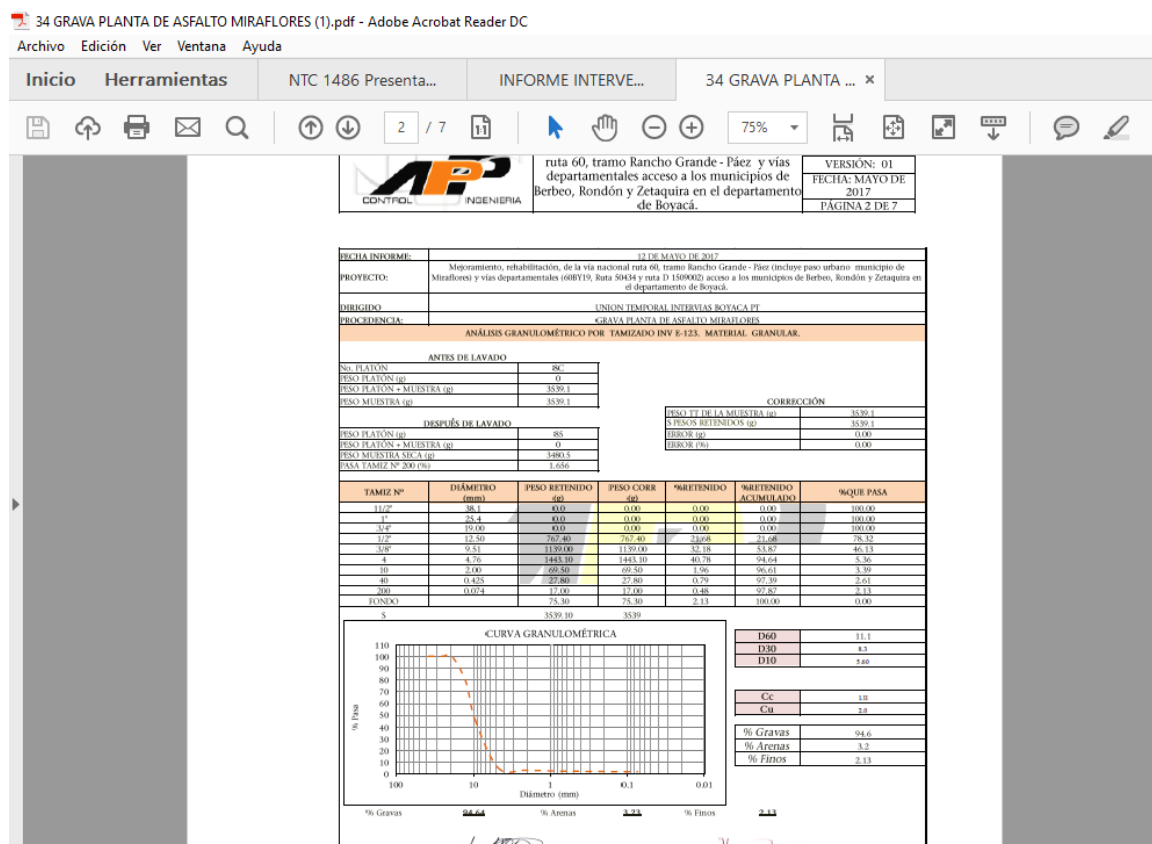 34 GRAVA PLANTA DE ASFALTO MIRAFLORES (1).pdf - Adobe Acrobat Reader DC
Archivo Edición Ver Ventana Ayuda
Inicio Herramientas NTC 1486 Presenta... INFORME INTERVE... 34 GRAVA PLANTA ... ×
2 / 7 75%
CONTROL INGENIERIA
ruta 60, tramo Rancho Grande - Páez y vías
departamentales acceso a los municipios de
Berbeo, Rondón y Zetaquira en el departamento
de Boyacá.
VERSIÓN: 01
FECHA: MAYO DE
2017
PÁGINA 2 DE 7
FECHA INFORME: 12 DE MAYO DE 2017
PROYECTO: Mejoramiento, rehabilitación, de la vía nacional ruta 60, tramo Rancho Grande - Páez (incluye paso urbano municipio de
Miraflores) y vías departamentales (60BY19, Ruta 50434 y ruta D 1509002) acceso a los municipios de Berbeo, Rondón y Zetaquira en
el departamento de Boyacá.
DIRIGIDO UNION TEMPORAL INTERVIAS BOYACA PT
PROCEDENCIA: GRAVA PLANTA DE ASFALTO MIRAFLORES
ANÁLISIS GRANULOMÉTRICO POR TAMIZADO INV E-123. MATERIAL GRANULAR.
ANTES DE LAVADO
No. PLATÓN 8C
PESO PLATÓN (g) 0
PESO PLATÓN + MUESTRA (g) 3539.1
PESO MUESTRA (g) 3539.1
DESPUÉS DE LAVADO
PESO PLATÓN (g) 85
PESO PLATÓN + MUESTRA (g) 0
PESO MUESTRA SECA (g) 3480.5
PASA TAMIZ Nº 200 (%) 1.656
CORRECCIÓN
PESO TT DE LA MUESTRA (g) 3539.1
S PESOS RETENIDOS (g) 3539.1
ERROR (g) 0.00
ERROR (%) 0.00
TAMIZ Nº DIÁMETRO (mm) PESO RETENIDO (g) PESO CORR (g) %RETENIDO %RETENIDO ACUMULADO %QUE PASA
11/2" 38.1 0.0 0.00 0.00 0.00 100.00
1" 25.4 0.0 0.00 0.00 0.00 100.00
3/4" 19.00 0.0 0.00 0.00 0.00 100.00
1/2" 12.50 767.40 767.40 21.68 21.68 78.32
3/8" 9.51 1139.00 1139.00 32.18 53.87 46.13
4 4.76 1443.10 1443.10 40.78 94.64 5.36
10 2.00 69.50 69.50 1.96 96.61 3.39
40 0.425 27.80 27.80 0.79 97.39 2.61
200 0.074 17.00 17.00 0.48 97.87 2.13
FONDO 75.30 75.30 2.13 100.00 0.00
S 3539.10 3539
CURVA GRANULOMÉTRICA
110
100
90
80
70
60
50
40
30
20
10
0
% Pasa
100 10 1 0.1 0.01
Diámetro (mm)
D60 11.1
D30 8.3
D10 5.60
Cc
Cu 2.0
% Gravas 94.6
% Arenas 3.2
% Finos 2.13
% Gravas 94.64 % Arenas 3.23 % Finos 2.13